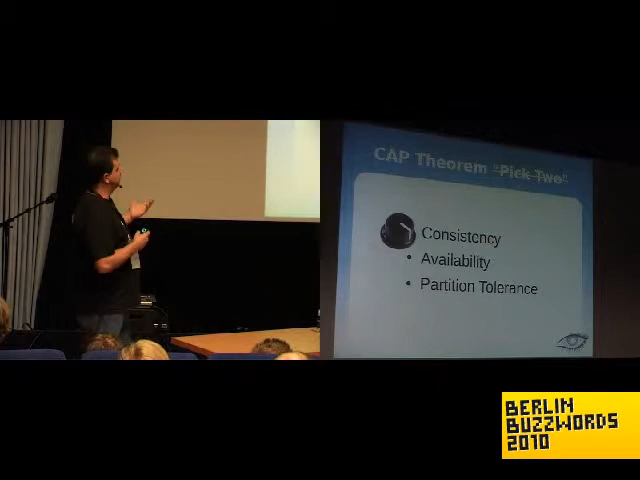 CAP Theorem "Pick Two"
Consistency
• Availability
• Partition Tolerance
BERLIN
BUZZWORDS
2010